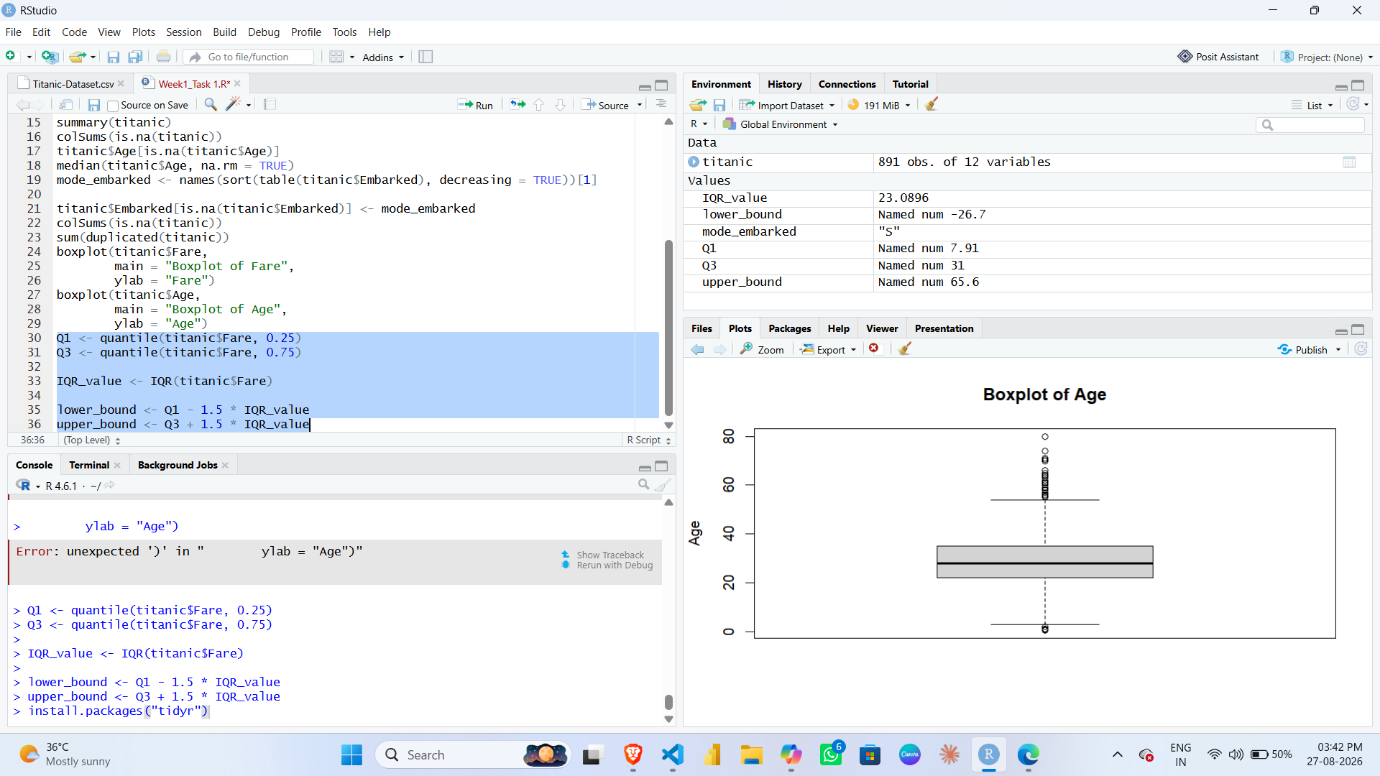 RStudio
File Edit Code View Plots Session Build Debug Profile Tools Help
Go to file/function Addins Posit Assistant Project: (None)
Titanic-Dataset.csv Week1_Task 1.R*
Source on Save Run Source
15 summary(titanic)
16 colSums(is.na(titanic))
17 titanic$Age[is.na(titanic$Age)]
18 median(titanic$Age, na.rm = TRUE)
19 mode_embarked <- names(sort(table(titanic$Embarked), decreasing = TRUE))[1]
20
21 titanic$Embarked[is.na(titanic$Embarked)] <- mode_embarked
22 colSums(is.na(titanic))
23 sum(duplicated(titanic))
24 boxplot(titanic$Fare,
25 main = "Boxplot of Fare",
26 ylab = "Fare")
27 boxplot(titanic$Age,
28 main = "Boxplot of Age",
29 ylab = "Age")
30 Q1 <- quantile(titanic$Fare, 0.25)
31 Q3 <- quantile(titanic$Fare, 0.75)
32
33 IQR_value <- IQR(titanic$Fare)
34
35 lower_bound <- Q1 - 1.5 * IQR_value
36 upper_bound <- Q3 + 1.5 * IQR_value
36:36 (Top Level) R Script
Console Terminal Background Jobs
R R 4.6.1 · ~/
> ylab = "Age")
Error: unexpected ')' in " ylab = "Age")"
Show Traceback
Rerun with Debug
> Q1 <- quantile(titanic$Fare, 0.25)
> Q3 <- quantile(titanic$Fare, 0.75)
>
> IQR_value <- IQR(titanic$Fare)
>
> lower_bound <- Q1 - 1.5 * IQR_value
> upper_bound <- Q3 + 1.5 * IQR_value
> install.packages("tidyr")
Environment History Connections Tutorial
Import Dataset 191 MiB List
R Global Environment
Data
titanic 891 obs. of 12 variables
Values
IQR_value 23.0896
lower_bound Named num -26.7
mode_embarked "S"
Q1 Named num 7.91
Q3 Named num 31
upper_bound Named num 65.6
Files Plots Packages Help Viewer Presentation
Zoom Export Publish
Boxplot of Age
Age
80
60
40
20
0
36°C
Mostly sunny
Search
6
Canva
R
ENG
IN
50%
03:42 PM
27-08-2026